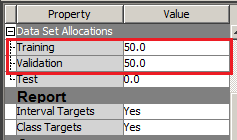 Property Value
Data Set Allocations
Training 50.0
Validation 50.0
Test 0.0
Report
Interval Targets Yes
Class Targets Yes